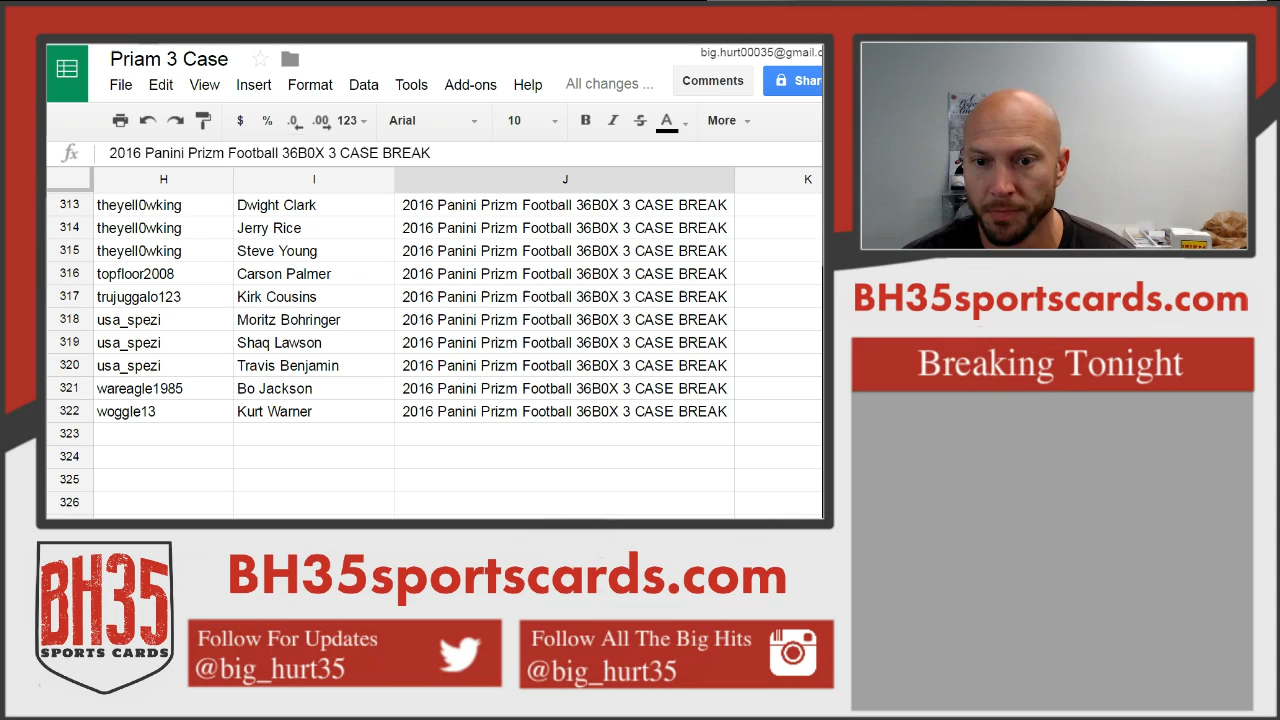 Priam 3 Case
big.hurt00035@gmail.c
File Edit View Insert Format Data Tools Add-ons Help All changes ...
Comments
Shar
$ % .0 .00 123 Arial 10 B I S A More
fx 2016 Panini Prizm Football 36B0X 3 CASE BREAK
H I J K
313 theyell0wking Dwight Clark 2016 Panini Prizm Football 36B0X 3 CASE BREAK
314 theyell0wking Jerry Rice 2016 Panini Prizm Football 36B0X 3 CASE BREAK
315 theyell0wking Steve Young 2016 Panini Prizm Football 36B0X 3 CASE BREAK
316 topfloor2008 Carson Palmer 2016 Panini Prizm Football 36B0X 3 CASE BREAK
317 trujuggalo123 Kirk Cousins 2016 Panini Prizm Football 36B0X 3 CASE BREAK
318 usa_spezi Moritz Bohringer 2016 Panini Prizm Football 36B0X 3 CASE BREAK
319 usa_spezi Shaq Lawson 2016 Panini Prizm Football 36B0X 3 CASE BREAK
320 usa_spezi Travis Benjamin 2016 Panini Prizm Football 36B0X 3 CASE BREAK
321 wareagle1985 Bo Jackson 2016 Panini Prizm Football 36B0X 3 CASE BREAK
322 woggle13 Kurt Warner 2016 Panini Prizm Football 36B0X 3 CASE BREAK
323
324
325
326
BH35sportscards.com
Breaking Tonight
BH35
SPORTS CARDS
BH35sportscards.com
Follow For Updates
@big_hurt35
Follow All The Big Hits
@big_hurt35